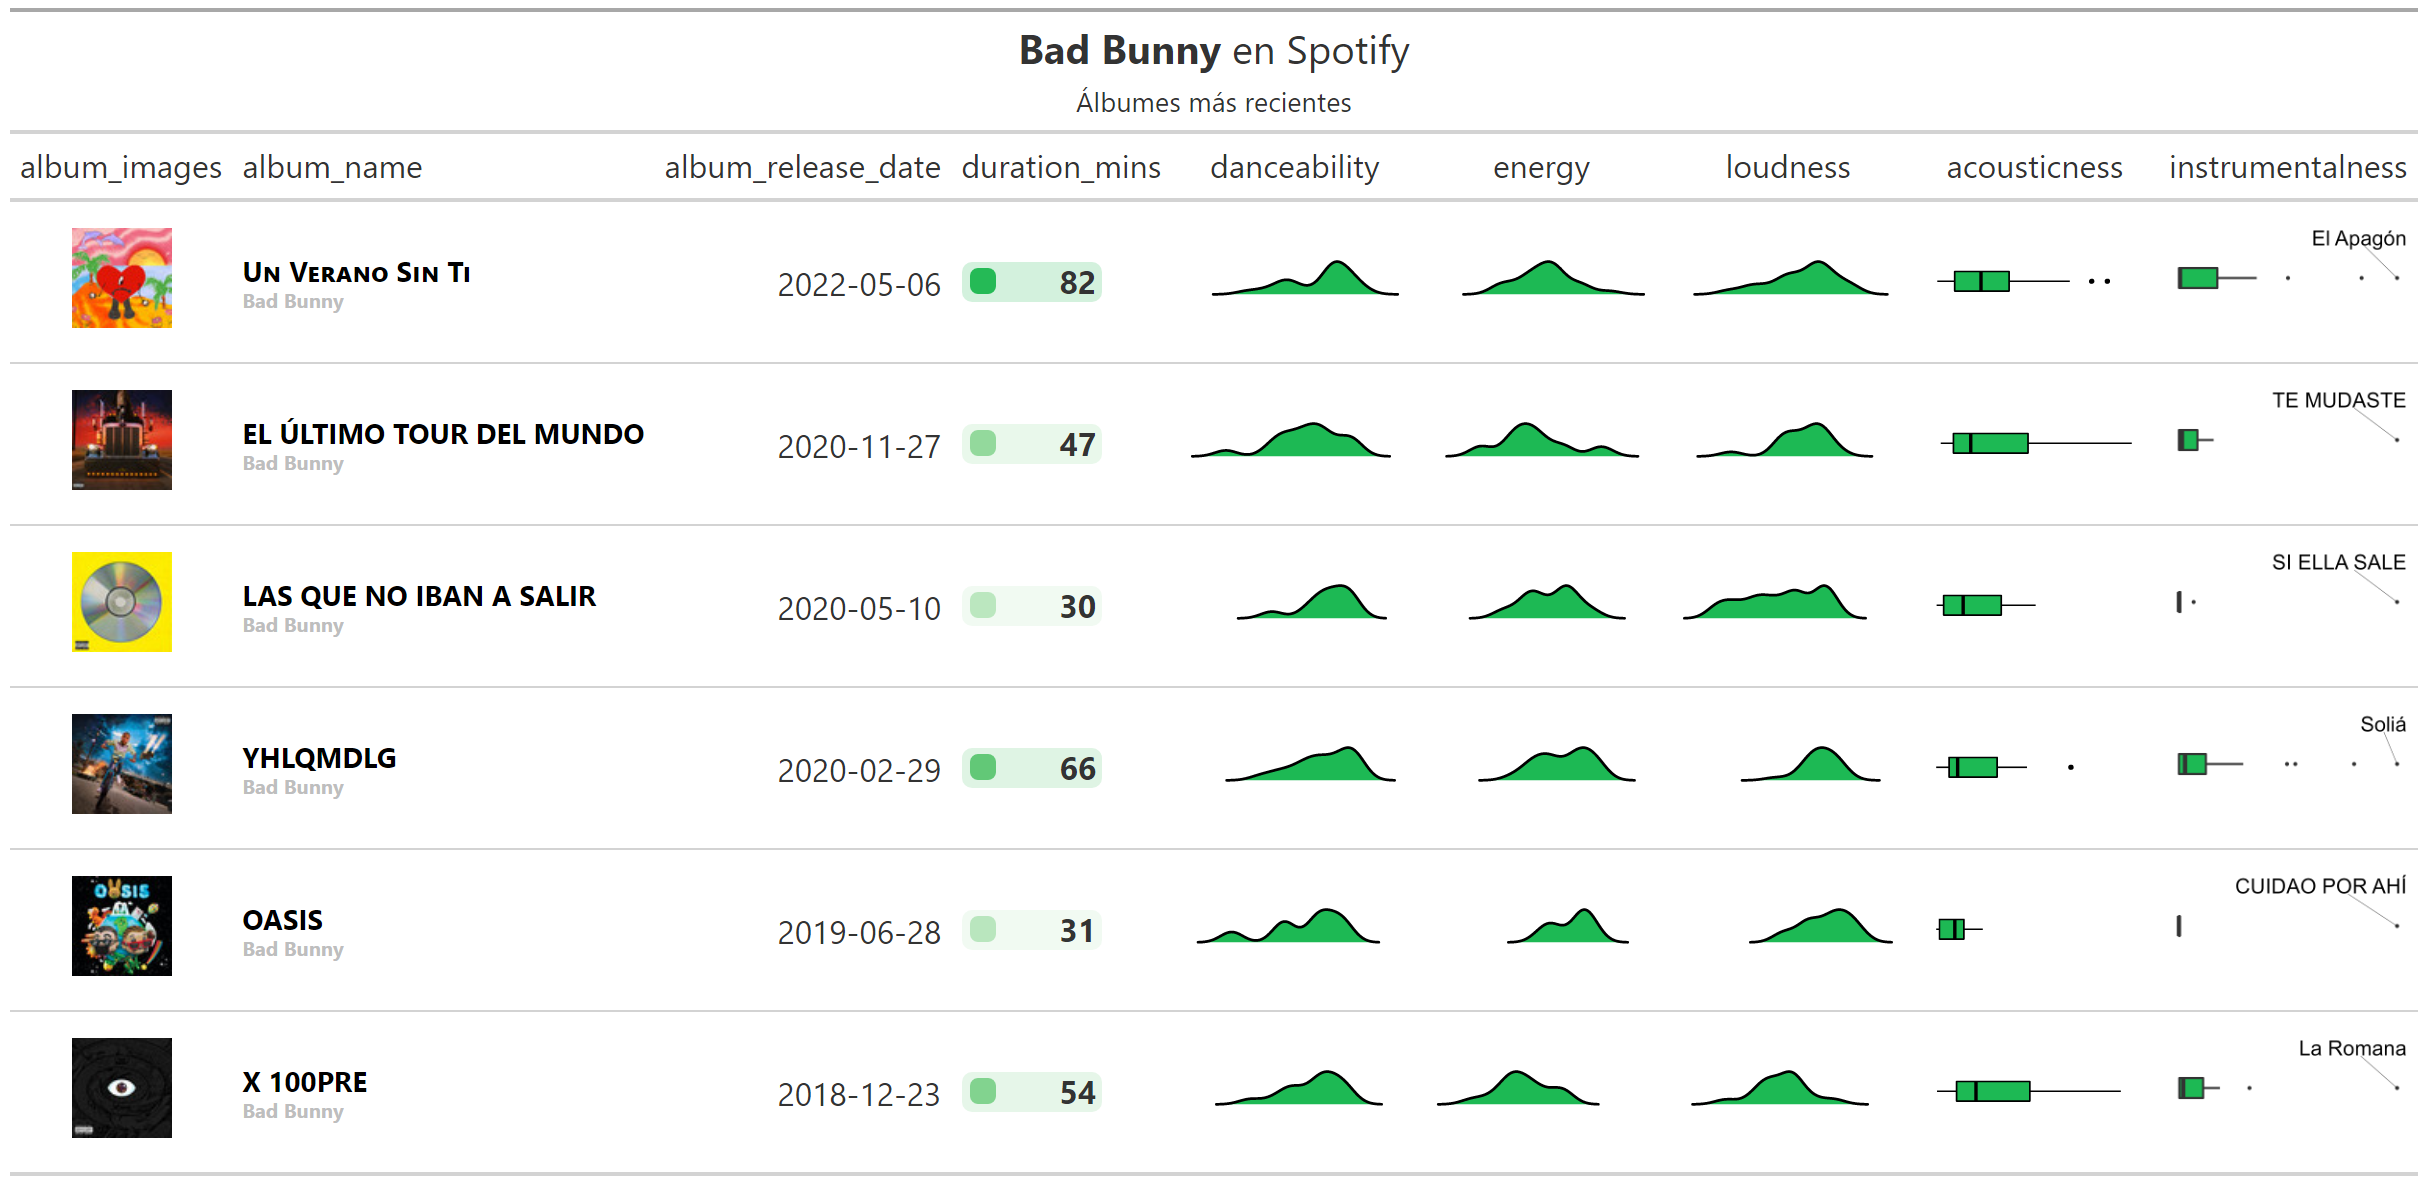 Bad Bunny en Spotify
Álbumes más recientes
album_images album_name album_release_date duration_mins danceability energy loudness acousticness instrumentalness
El Apagón
Un Verano Sin Ti
Bad Bunny
2022-05-06 82
TE MUDASTE
EL ÚLTIMO TOUR DEL MUNDO
Bad Bunny
2020-11-27 47
SI ELLA SALE
LAS QUE NO IBAN A SALIR
Bad Bunny
2020-05-10 30
Soliá
YHLQMDLG
Bad Bunny
2020-02-29 66
CUIDAO POR AHÍ
OASIS
OASIS
Bad Bunny
2019-06-28 31
La Romana
X 100PRE
Bad Bunny
2018-12-23 54